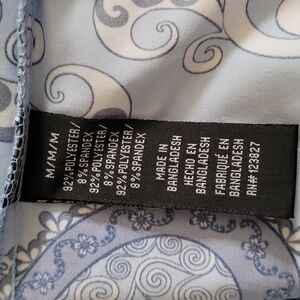 M/M/M
92% POLYESTER/
8% SPANDEX
92% POLYESTER/
8% SPANDEX
92% POLYESTER/
8% SPANDEX
MADE IN
BANGLADESH
HECHO EN
BANGLADESH
FABRIQUÉ EN
BANGLADESH
RN#123827